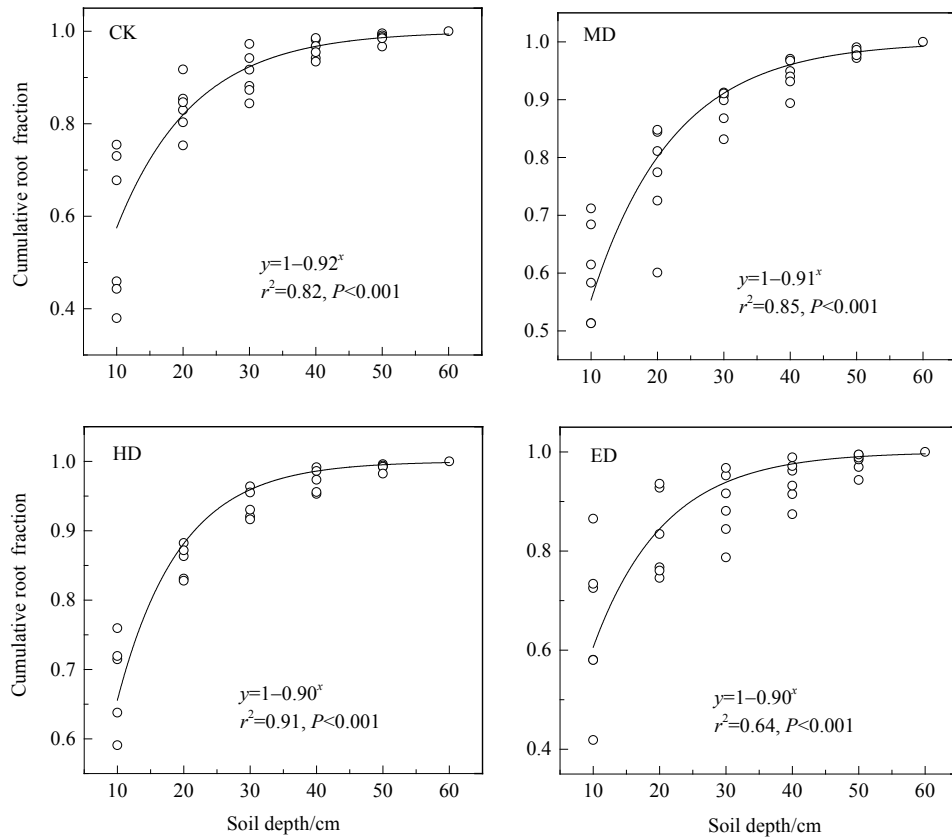 CK
1.0
0.8
0.6
0.4
Cumulative root fraction
y=1−0.92^x
r²=0.82, P<0.001
10 20 30 40 50 60
MD
1.0
0.9
0.8
0.7
0.6
0.5
y=1−0.91^x
r²=0.85, P<0.001
10 20 30 40 50 60
HD
1.0
0.9
0.8
0.7
0.6
Cumulative root fraction
y=1−0.90^x
r²=0.91, P<0.001
10 20 30 40 50 60
Soil depth/cm
ED
1.0
0.8
0.6
0.4
y=1−0.90^x
r²=0.64, P<0.001
10 20 30 40 50 60
Soil depth/cm